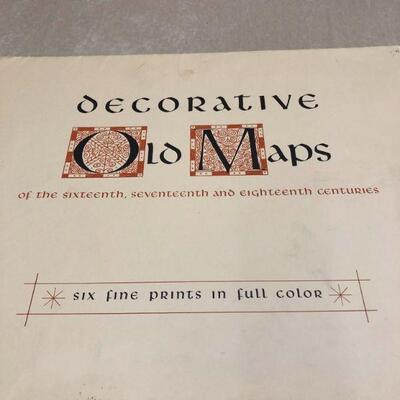 Decorative
Old Maps
of the sixteenth, seventeenth and eighteenth centuries
six fine prints in full color